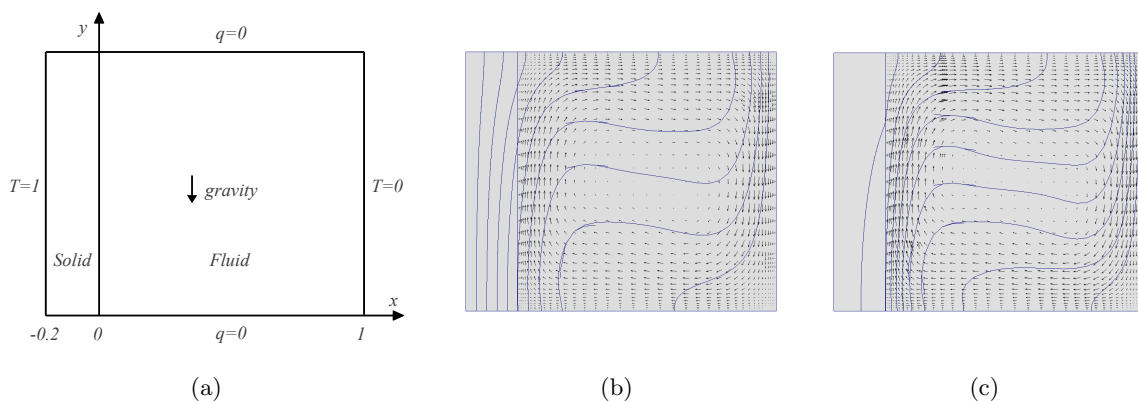 y
q=0
T=1
gravity
T=0
Solid
Fluid
x
-0.2
0
q=0
1
(a)
(b)
(c)